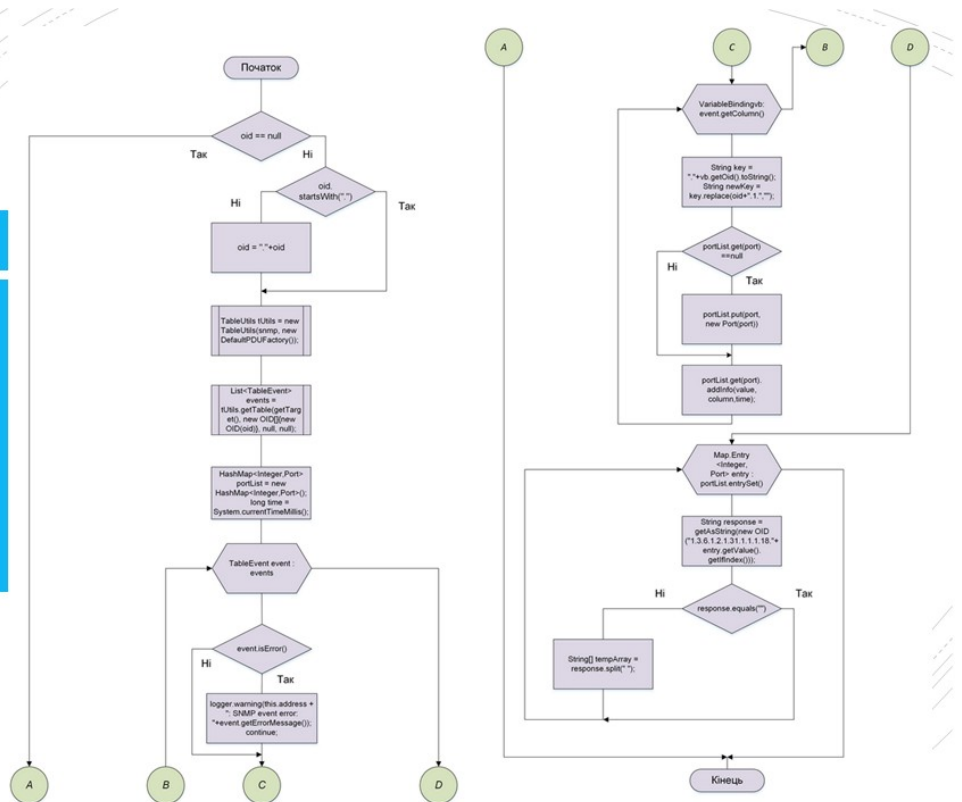 Початок
oid == null
Так
Ні
oid.
startsWith(".")
Ні
Так
oid = "."+oid
TableUtils tUtils = new
TableUtils(snmp, new
DefaultPDUFactory());
List<TableEvent>
events =
tUtils.getTable(getTarg
et(), new OID[]{new
OID(oid)}, null, null);
HashMap<Integer,Port>
portList = new
HashMap<Integer,Port>();
long time =
System.currentTimeMillis();
TableEvent event :
events
event.isError()
Ні
Так
logger.warning(this.address +
": SNMP event error:
"+event.getErrorMessage());
continue;
A
B
C
D
A
C
B
D
VariableBindingvb:
event.getColumn()
String key =
"."+vb.getOid().toString();
String newKey =
key.replace(oid+".1.","");
portList.get(port)
==null
Ні
Так
portList.put(port,
new Port(port))
portList.get(port).
addInfo(value,
column,time);
Map.Entry
<Integer,
Port> entry :
portList.entrySet()
String response =
getAsString(new OID
("1.3.6.1.2.1.31.1.1.1.18."+
entry.getValue().
getIfIndex()));
Ні
Так
response.equals("")
String[] tempArray =
response.split(" ");
Кінець